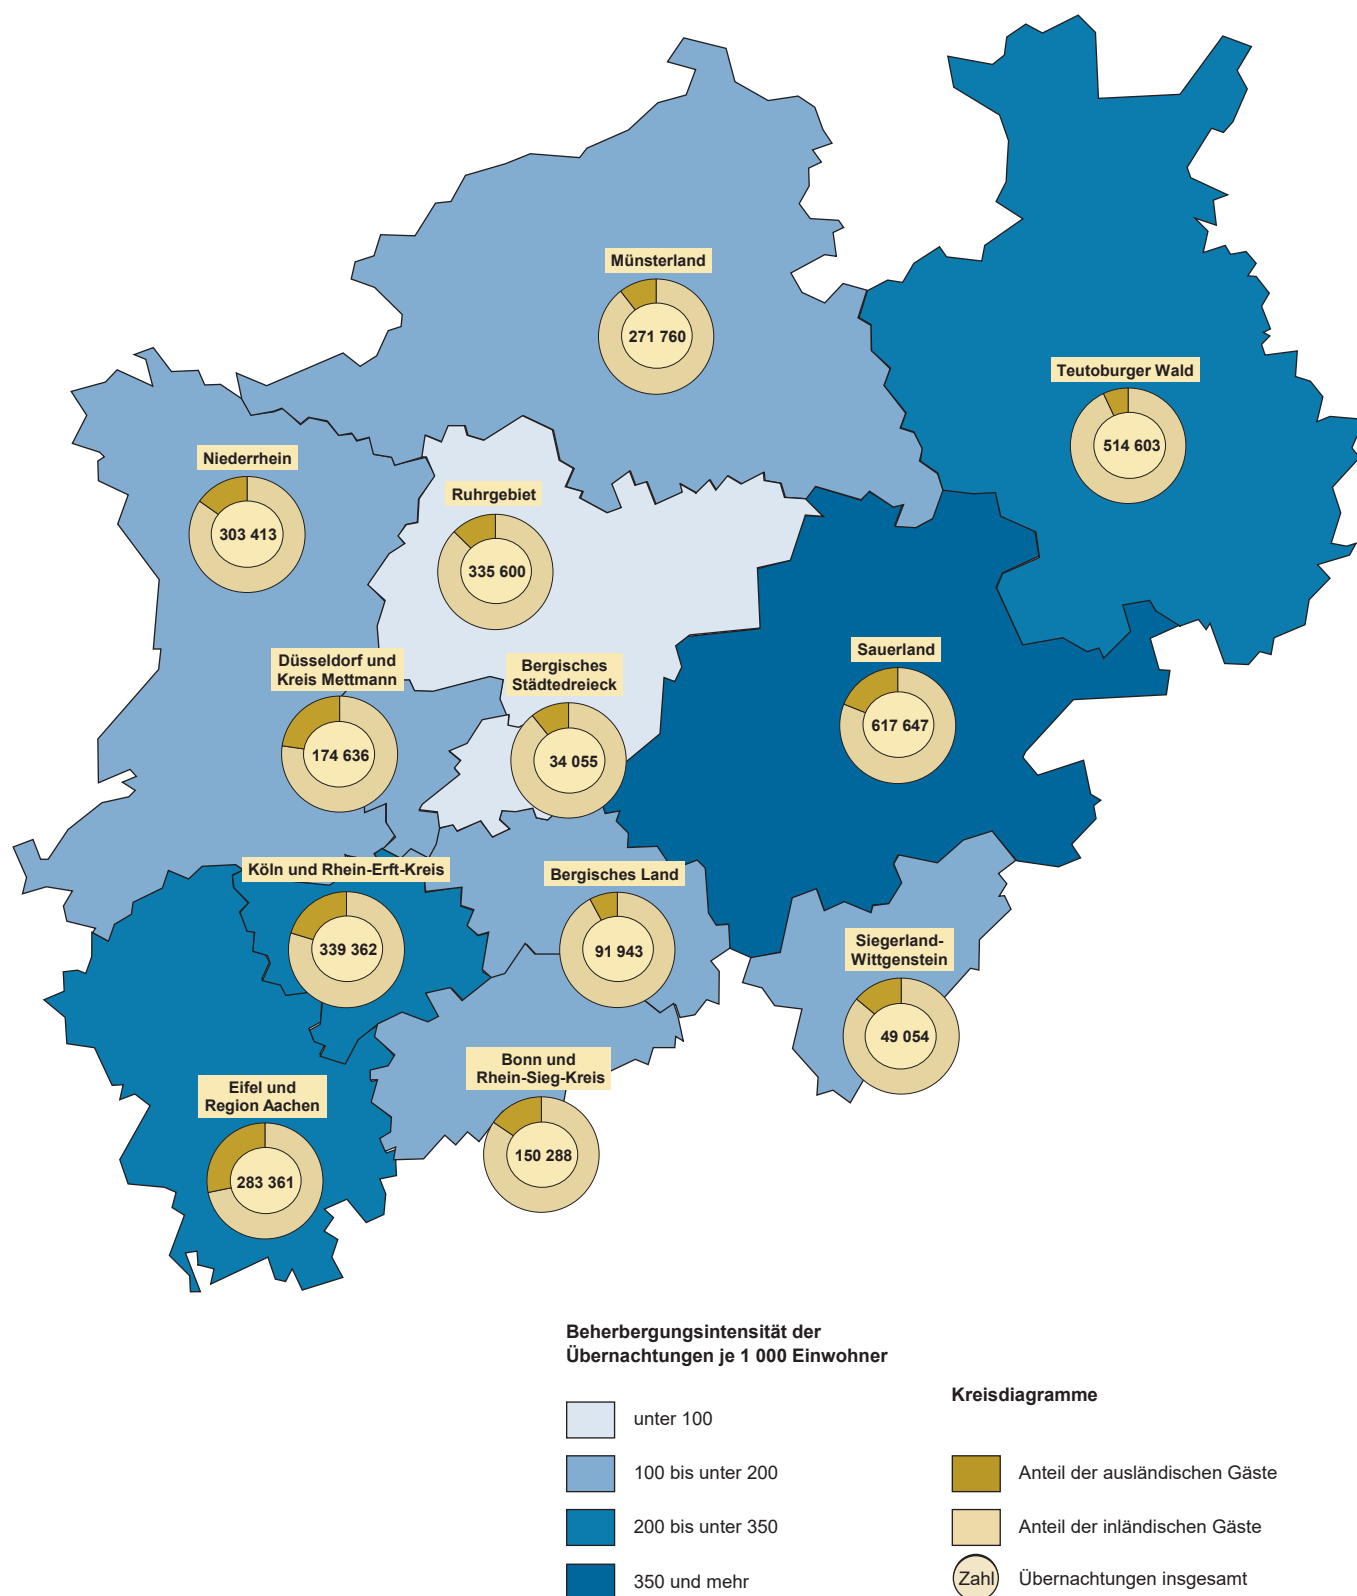 Münsterland
271 760
Teutoburger Wald
514 603
Niederrhein
303 413
Ruhrgebiet
335 600
Sauerland
617 647
Düsseldorf und
Kreis Mettmann
174 636
Bergisches
Städtedreieck
34 055
Köln und Rhein-Erft-Kreis
339 362
Bergisches Land
91 943
Siegerland-
Wittgenstein
49 054
Bonn und
Rhein-Sieg-Kreis
150 288
Eifel und
Region Aachen
283 361
Beherbergungsintensität der
Übernachtungen je 1 000 Einwohner
unter 100
100 bis unter 200
200 bis unter 350
350 und mehr
Kreisdiagramme
Anteil der ausländischen Gäste
Anteil der inländischen Gäste
Zahl Übernachtungen insgesamt